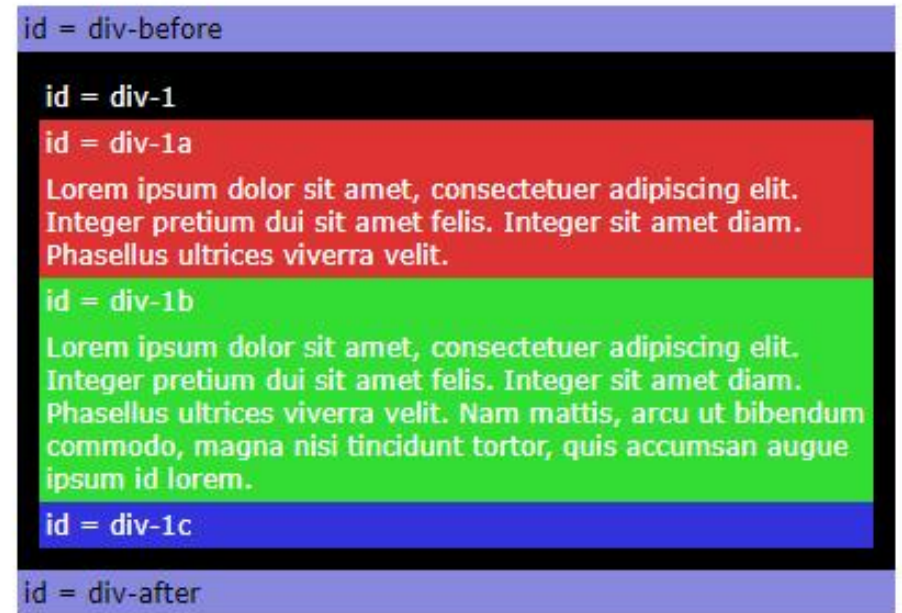 id = div-before
id = div-1
id = div-1a
Lorem ipsum dolor sit amet, consectetuer adipiscing elit.
Integer pretium dui sit amet felis. Integer sit amet diam.
Phasellus ultrices viverra velit.
id = div-1b
Lorem ipsum dolor sit amet, consectetuer adipiscing elit.
Integer pretium dui sit amet felis. Integer sit amet diam.
Phasellus ultrices viverra velit. Nam mattis, arcu ut bibendum
commodo, magna nisi tincidunt tortor, quis accumsan augue
ipsum id lorem.
id = div-1c
id = div-after